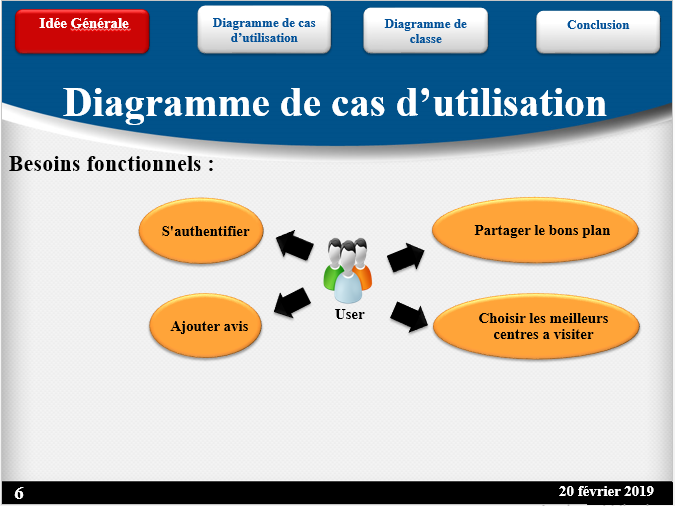 Idée Générale
Diagramme de cas
d’utilisation
Diagramme de
classe
Conclusion
Diagramme de cas d’utilisation
Besoins fonctionnels :
S'authentifier
Partager le bons plan
User
Ajouter avis
Choisir les meilleurs
centres a visiter
6
20 février 2019